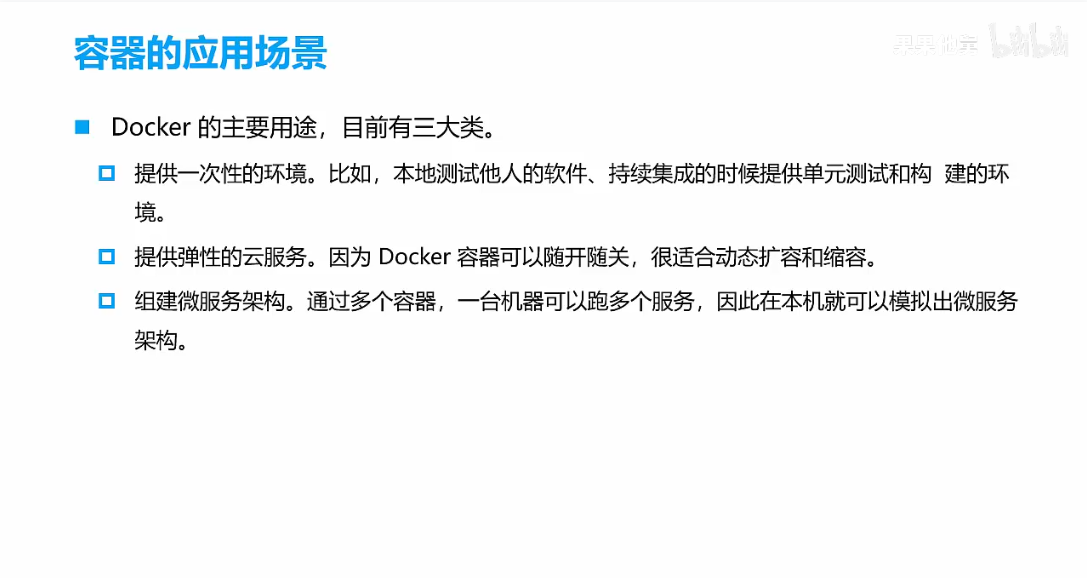 容器的应用场景
bilibili
Docker 的主要用途，目前有三大类。
提供一次性的环境。比如，本地测试他人的软件、持续集成的时候提供单元测试和构 建的环
境。
提供弹性的云服务。因为 Docker 容器可以随开随关，很适合动态扩容和缩容。
组建微服务架构。通过多个容器，一台机器可以跑多个服务，因此在本机就可以模拟出微服务
架构。